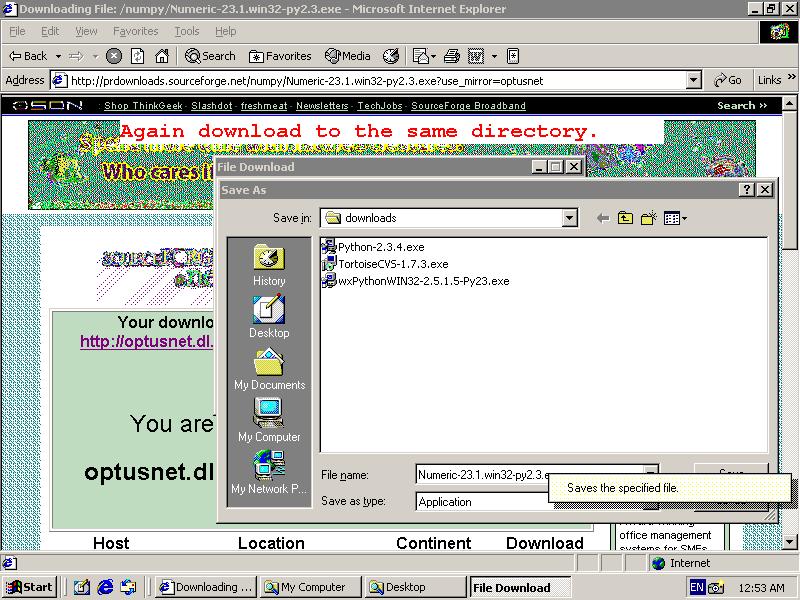 Downloading File: /numpy/Numeric-23.1.win32-py2.3.exe - Microsoft Internet Explorer
File Edit View Favorites Tools Help
Back Search Favorites Media
Address http://prdownloads.sourceforge.net/numpy/Numeric-23.1.win32-py2.3.exe?use_mirror=optusnet Go Links »
OSDN Shop ThinkGeek · Slashdot · freshmeat · Newsletters · TechJobs · SourceForge Broadband Search »
Again download to the same directory.
Who cares
File Download
Save As
Save in: downloads
Python-2.3.4.exe
TortoiseCVS-1.7.3.exe
wxPythonWIN32-2.5.1.5-Py23.exe
History
Desktop
My Documents
My Computer
My Network P...
File name: Numeric-23.1.win32-py2.3.e
Save as type: Application
Saves the specified file.
Your downlo
http://optusnet.dl.
You are
optusnet.dl
office management
systems for SMEs
Host Location Continent Download
Internet
Start Downloading ... My Computer Desktop File Download EN 12:53 AM